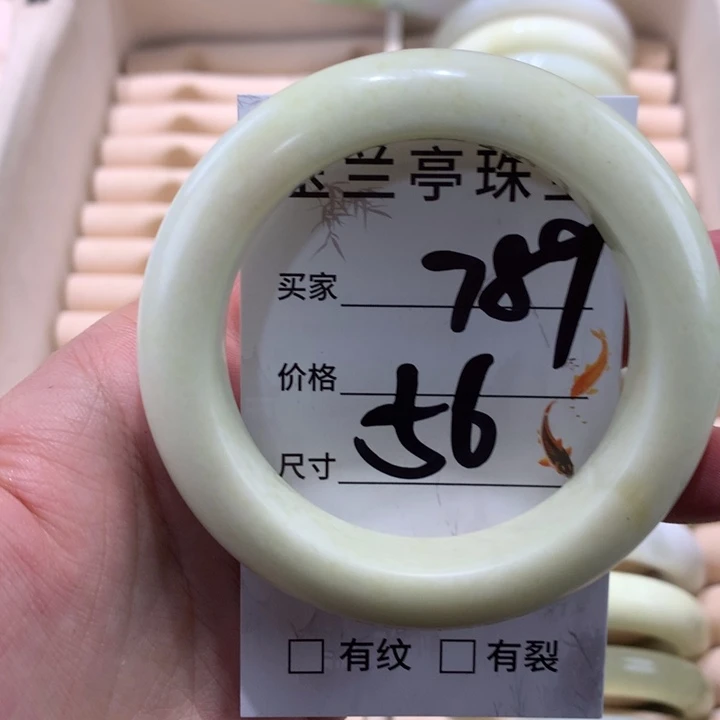 兰亭珠
买家 789
价格 56
尺寸
□ 有纹 □ 有裂